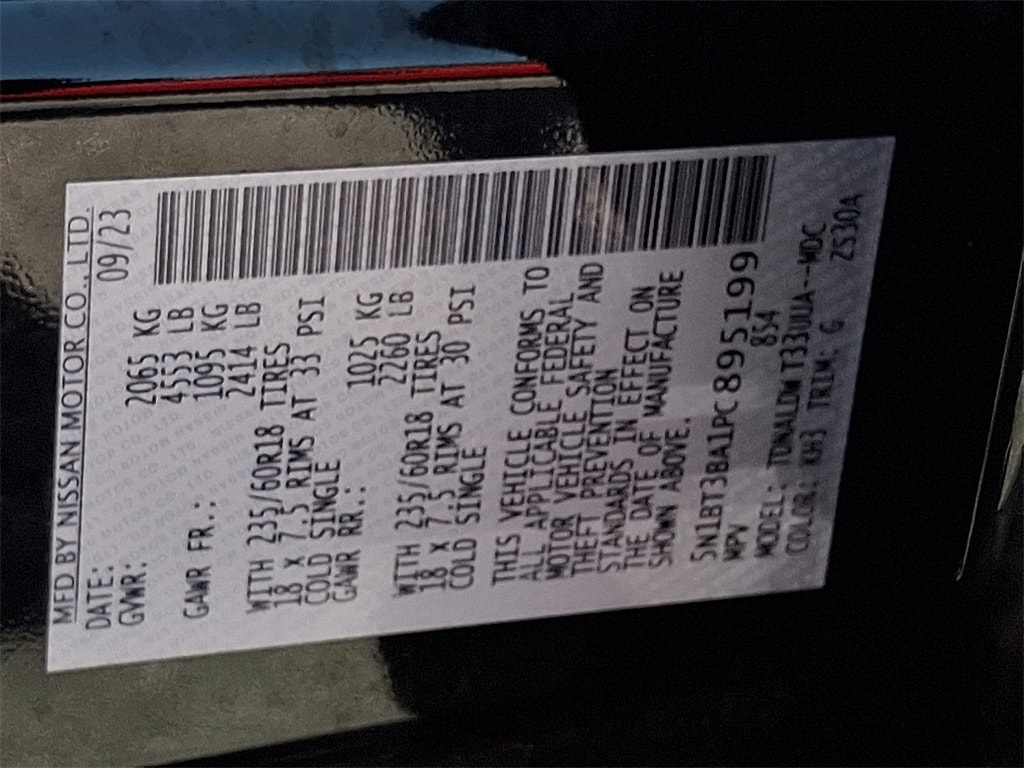 MFD BY NISSAN MOTOR CO., LTD.
DATE: 09/23
GVWR: 2065 KG
4553 LB
GAWR FR.: 1095 KG
2414 LB
WITH 235/60R18 TIRES
18 X 7.5 RIMS AT 33 PSI
COLD SINGLE
GAWR RR.: 1025 KG
2260 LB
WITH 235/60R18 TIRES
18 X 7.5 RIMS AT 30 PSI
COLD SINGLE
THIS VEHICLE CONFORMS TO
ALL APPLICABLE FEDERAL
MOTOR VEHICLE SAFETY AND
THEFT PREVENTION
STANDARDS IN EFFECT ON
THE DATE OF MANUFACTURE
SHOWN ABOVE.
5N1BT3BA1PC895199
MPV 854
MODEL: TDNALDW T33UUA--MDC
COLOR: KH3 TRIM: G ZS30A